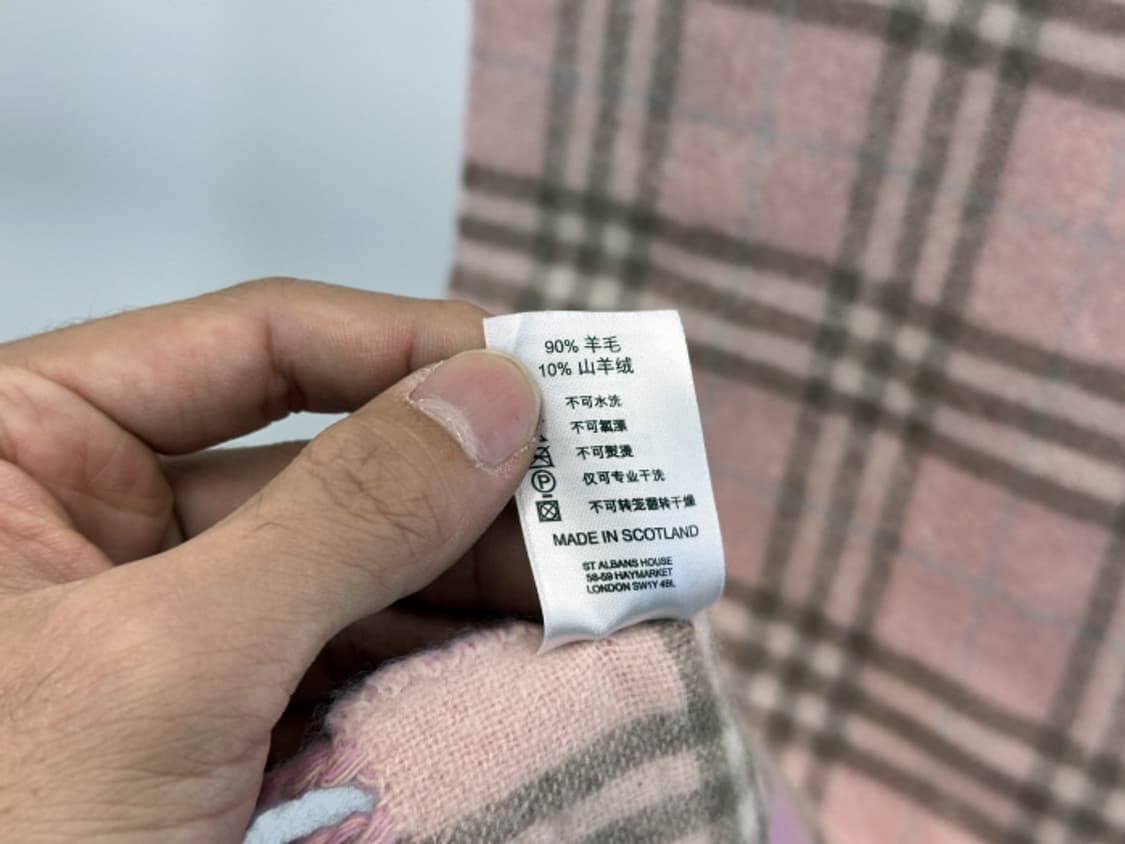 90% 羊毛
10% 山羊绒
不可水洗
不可氯漂
不可熨烫
P 仅可专业干洗
不可转笼翻转干燥
MADE IN SCOTLAND
ST ALBANS HOUSE
58-59 HAYMARKET
LONDON SW1Y 4BL